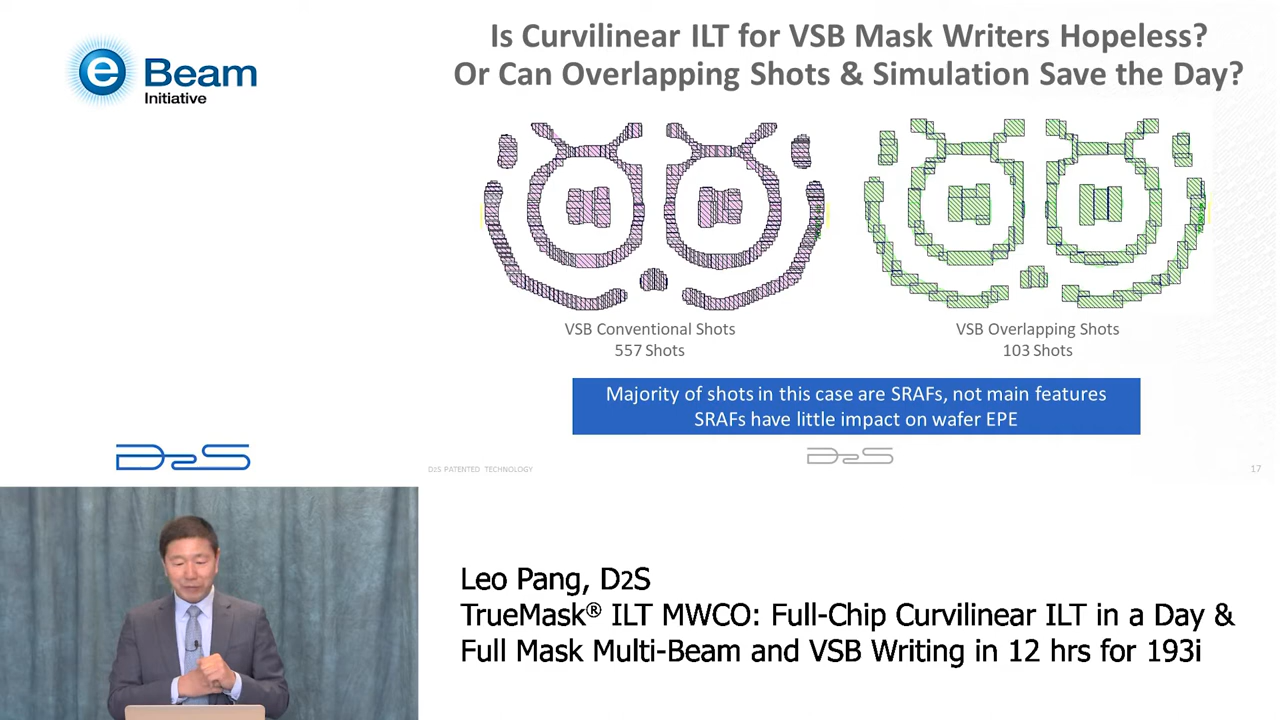 e Beam
Initiative
Is Curvilinear ILT for VSB Mask Writers Hopeless?
Or Can Overlapping Shots & Simulation Save the Day?
VSB Conventional Shots
557 Shots
VSB Overlapping Shots
103 Shots
Majority of shots in this case are SRAFs, not main features
SRAFs have little impact on wafer EPE
D2S
D2S PATENTED TECHNOLOGY
D2S
17
Leo Pang, D2S
TrueMask® ILT MWCO: Full-Chip Curvilinear ILT in a Day &
Full Mask Multi-Beam and VSB Writing in 12 hrs for 193i